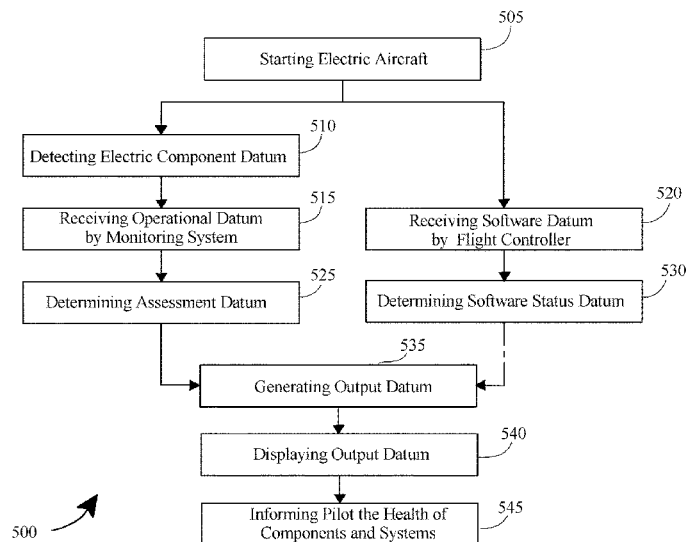 505
Starting Electric Aircraft
510
Detecting Electric Component Datum
515
Receiving Operational Datum
by Monitoring System
520
Receiving Software Datum
by Flight Controller
525
Determining Assessment Datum
530
Determining Software Status Datum
535
Generating Output Datum
540
Displaying Output Datum
545
Informing Pilot the Health of
Components and Systems
500